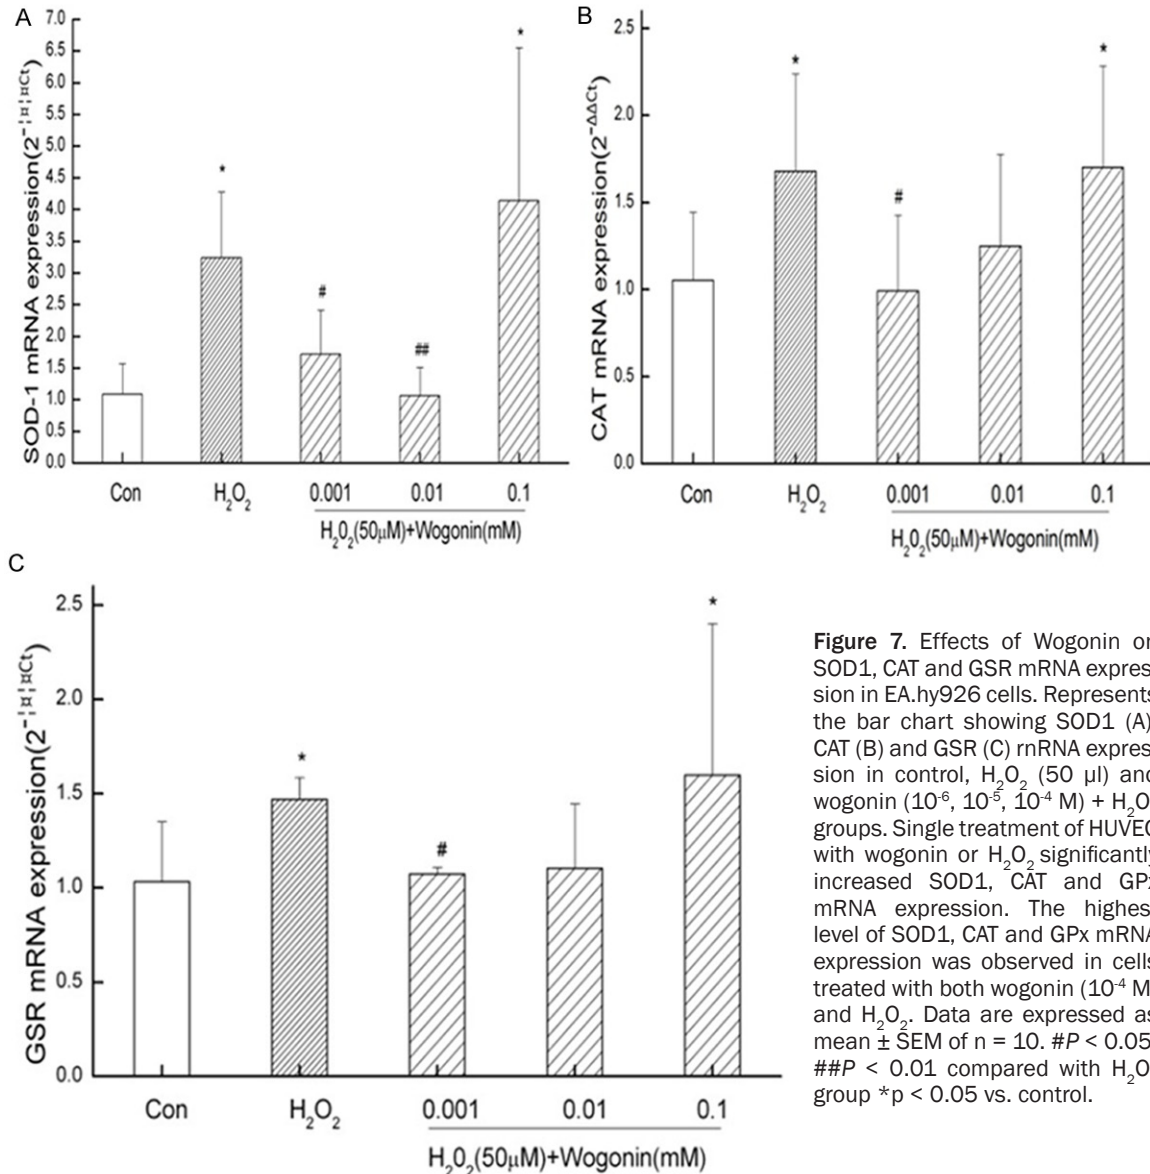 A
7.0
6.5
6.0
5.5
5.0
4.5
4.0
3.5
3.0
2.5
2.0
1.5
1.0
0.5
0.0
SOD-1 mRNA expression(2^-¦¤¦¤Ct)
*
#
##
*
Con
H₂O₂
0.001
0.01
0.1
H₂0₂(50μM)+Wogonin(mM)
B
2.5
2.0
1.5
1.0
0.5
0.0
CAT mRNA expression(2^-ΔΔCt)
*
#
*
Con
H₂O₂
0.001
0.01
0.1
H₂0₂(50μM)+Wogonin(mM)
C
2.5
2.0
1.5
1.0
0.5
0.0
GSR mRNA expression(2^-¦¤¦¤Ct)
*
#
*
Con
H₂O₂
0.001
0.01
0.1
H₂0₂(50μM)+Wogonin(mM)
Figure 7. Effects of Wogonin on
SOD1, CAT and GSR mRNA expres
sion in EA.hy926 cells. Represents
the bar chart showing SOD1 (A)
CAT (B) and GSR (C) rnRNA expres
sion in control, H₂O₂ (50 µl) and
wogonin (10⁻⁶, 10⁻⁵, 10⁻⁴ M) + H₂O
groups. Single treatment of HUVEC
with wogonin or H₂O₂ significantly
increased SOD1, CAT and GPx
mRNA expression. The highes
level of SOD1, CAT and GPx mRNA
expression was observed in cells
treated with both wogonin (10⁻⁴ M
and H₂O₂. Data are expressed as
mean ± SEM of n = 10. #P < 0.05
##P < 0.01 compared with H₂O
group *p < 0.05 vs. control.